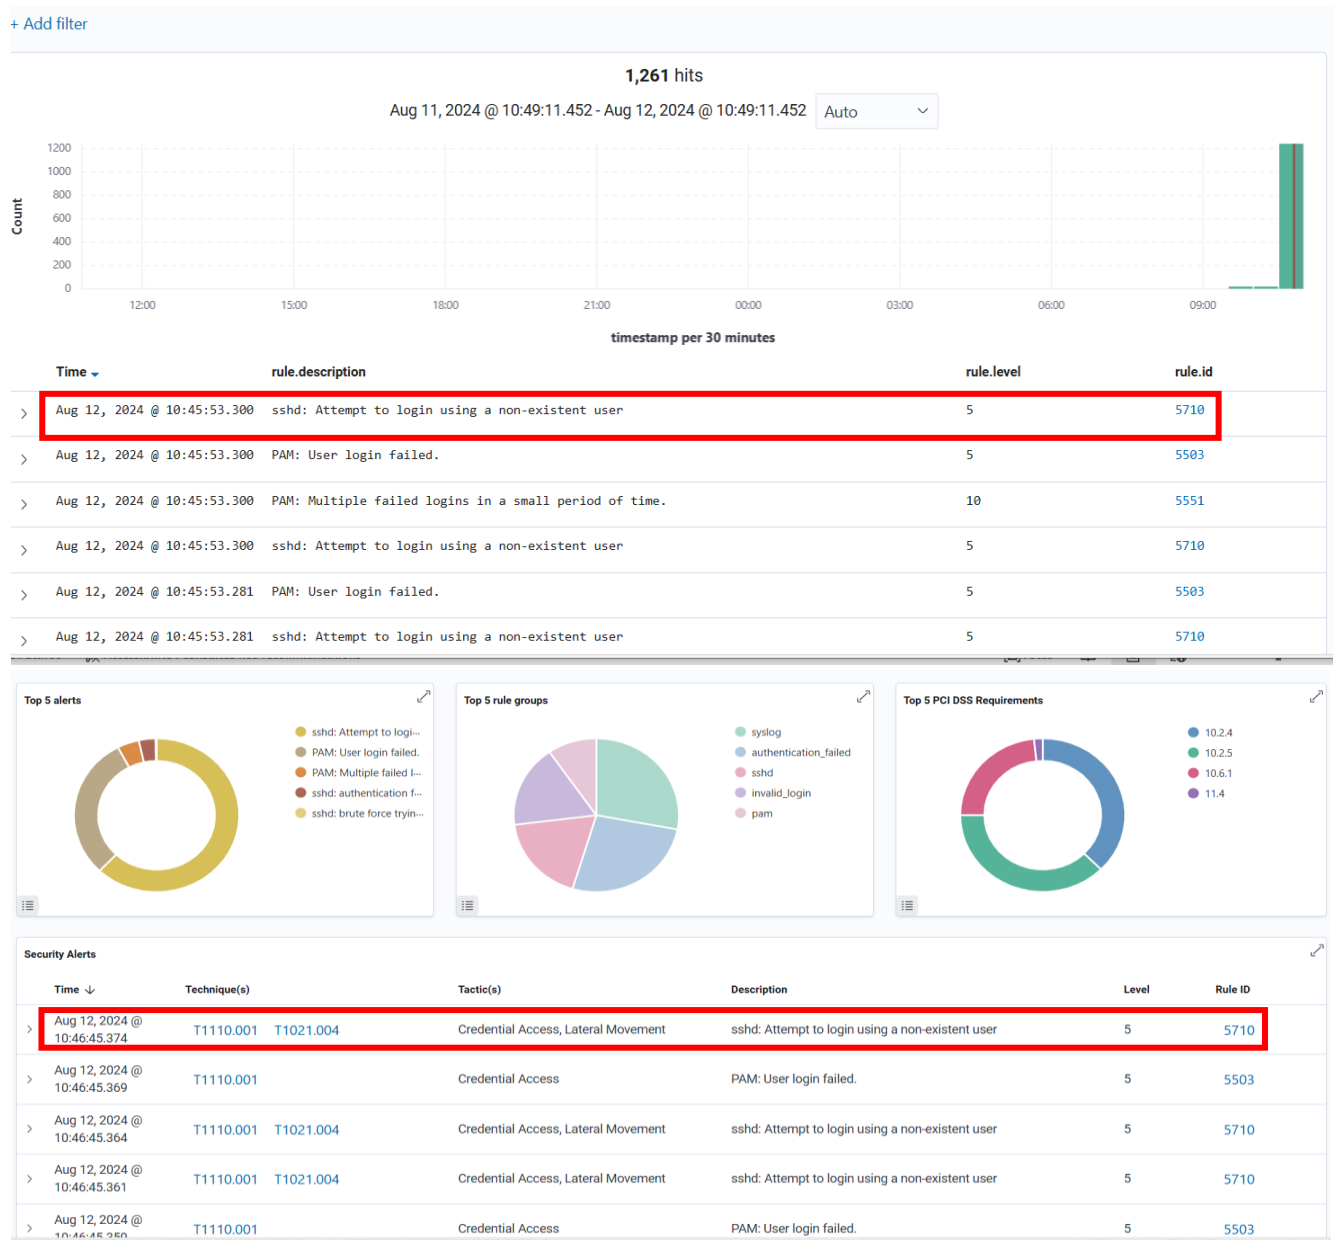 + Add filter
1,261 hits
Aug 11, 2024 @ 10:49:11.452 - Aug 12, 2024 @ 10:49:11.452 Auto
1200
1000
800
600
400
200
0
Count
12:00 15:00 18:00 21:00 00:00 03:00 06:00 09:00
timestamp per 30 minutes
Time rule.description rule.level rule.id
Aug 12, 2024 @ 10:45:53.300 sshd: Attempt to login using a non-existent user 5 5710
Aug 12, 2024 @ 10:45:53.300 PAM: User login failed. 5 5503
Aug 12, 2024 @ 10:45:53.300 PAM: Multiple failed logins in a small period of time. 10 5551
Aug 12, 2024 @ 10:45:53.300 sshd: Attempt to login using a non-existent user 5 5710
Aug 12, 2024 @ 10:45:53.281 PAM: User login failed. 5 5503
Aug 12, 2024 @ 10:45:53.281 sshd: Attempt to login using a non-existent user 5 5710
Top 5 alerts
sshd: Attempt to logi...
PAM: User login failed.
PAM: Multiple failed l...
sshd: authentication f...
sshd: brute force tryin...
Top 5 rule groups
syslog
authentication_failed
sshd
invalid_login
pam
Top 5 PCI DSS Requirements
10.2.4
10.2.5
10.6.1
11.4
Security Alerts
Time Technique(s) Tactic(s) Description Level Rule ID
Aug 12, 2024 @
10:46:45.374 T1110.001 T1021.004 Credential Access, Lateral Movement sshd: Attempt to login using a non-existent user 5 5710
Aug 12, 2024 @
10:46:45.369 T1110.001 Credential Access PAM: User login failed. 5 5503
Aug 12, 2024 @
10:46:45.364 T1110.001 T1021.004 Credential Access, Lateral Movement sshd: Attempt to login using a non-existent user 5 5710
Aug 12, 2024 @
10:46:45.361 T1110.001 T1021.004 Credential Access, Lateral Movement sshd: Attempt to login using a non-existent user 5 5710
Aug 12, 2024 @
T1110.001 Credential Access PAM: User login failed. 5 5503